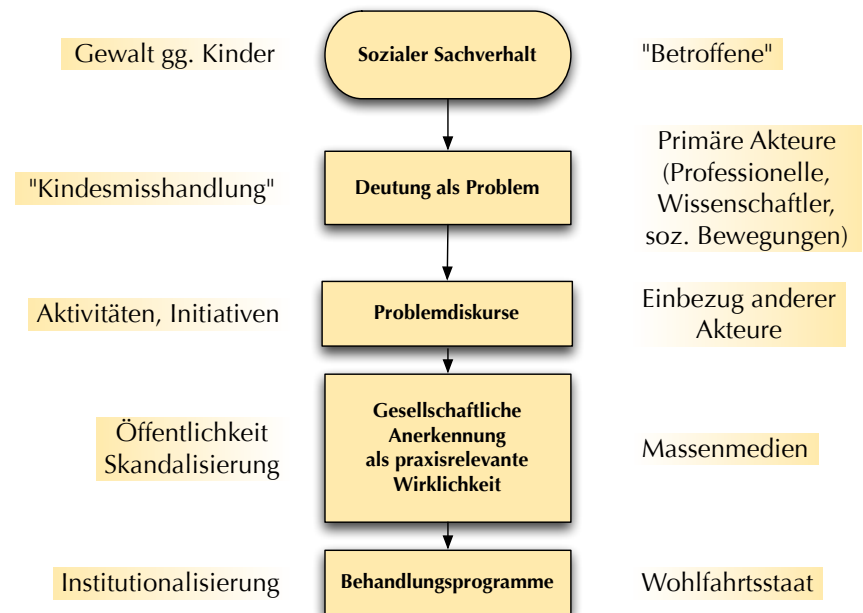 Gewalt gg. Kinder
Sozialer Sachverhalt
"Betroffene"
"Kindesmisshandlung"
Deutung als Problem
Primäre Akteure
(Professionelle,
Wissenschaftler,
soz. Bewegungen)
Aktivitäten, Initiativen
Problemdiskurse
Einbezug anderer
Akteure
Öffentlichkeit
Skandalisierung
Gesellschaftliche
Anerkennung
als praxisrelevante
Wirklichkeit
Massenmedien
Institutionalisierung
Behandlungsprogramme
Wohlfahrtsstaat